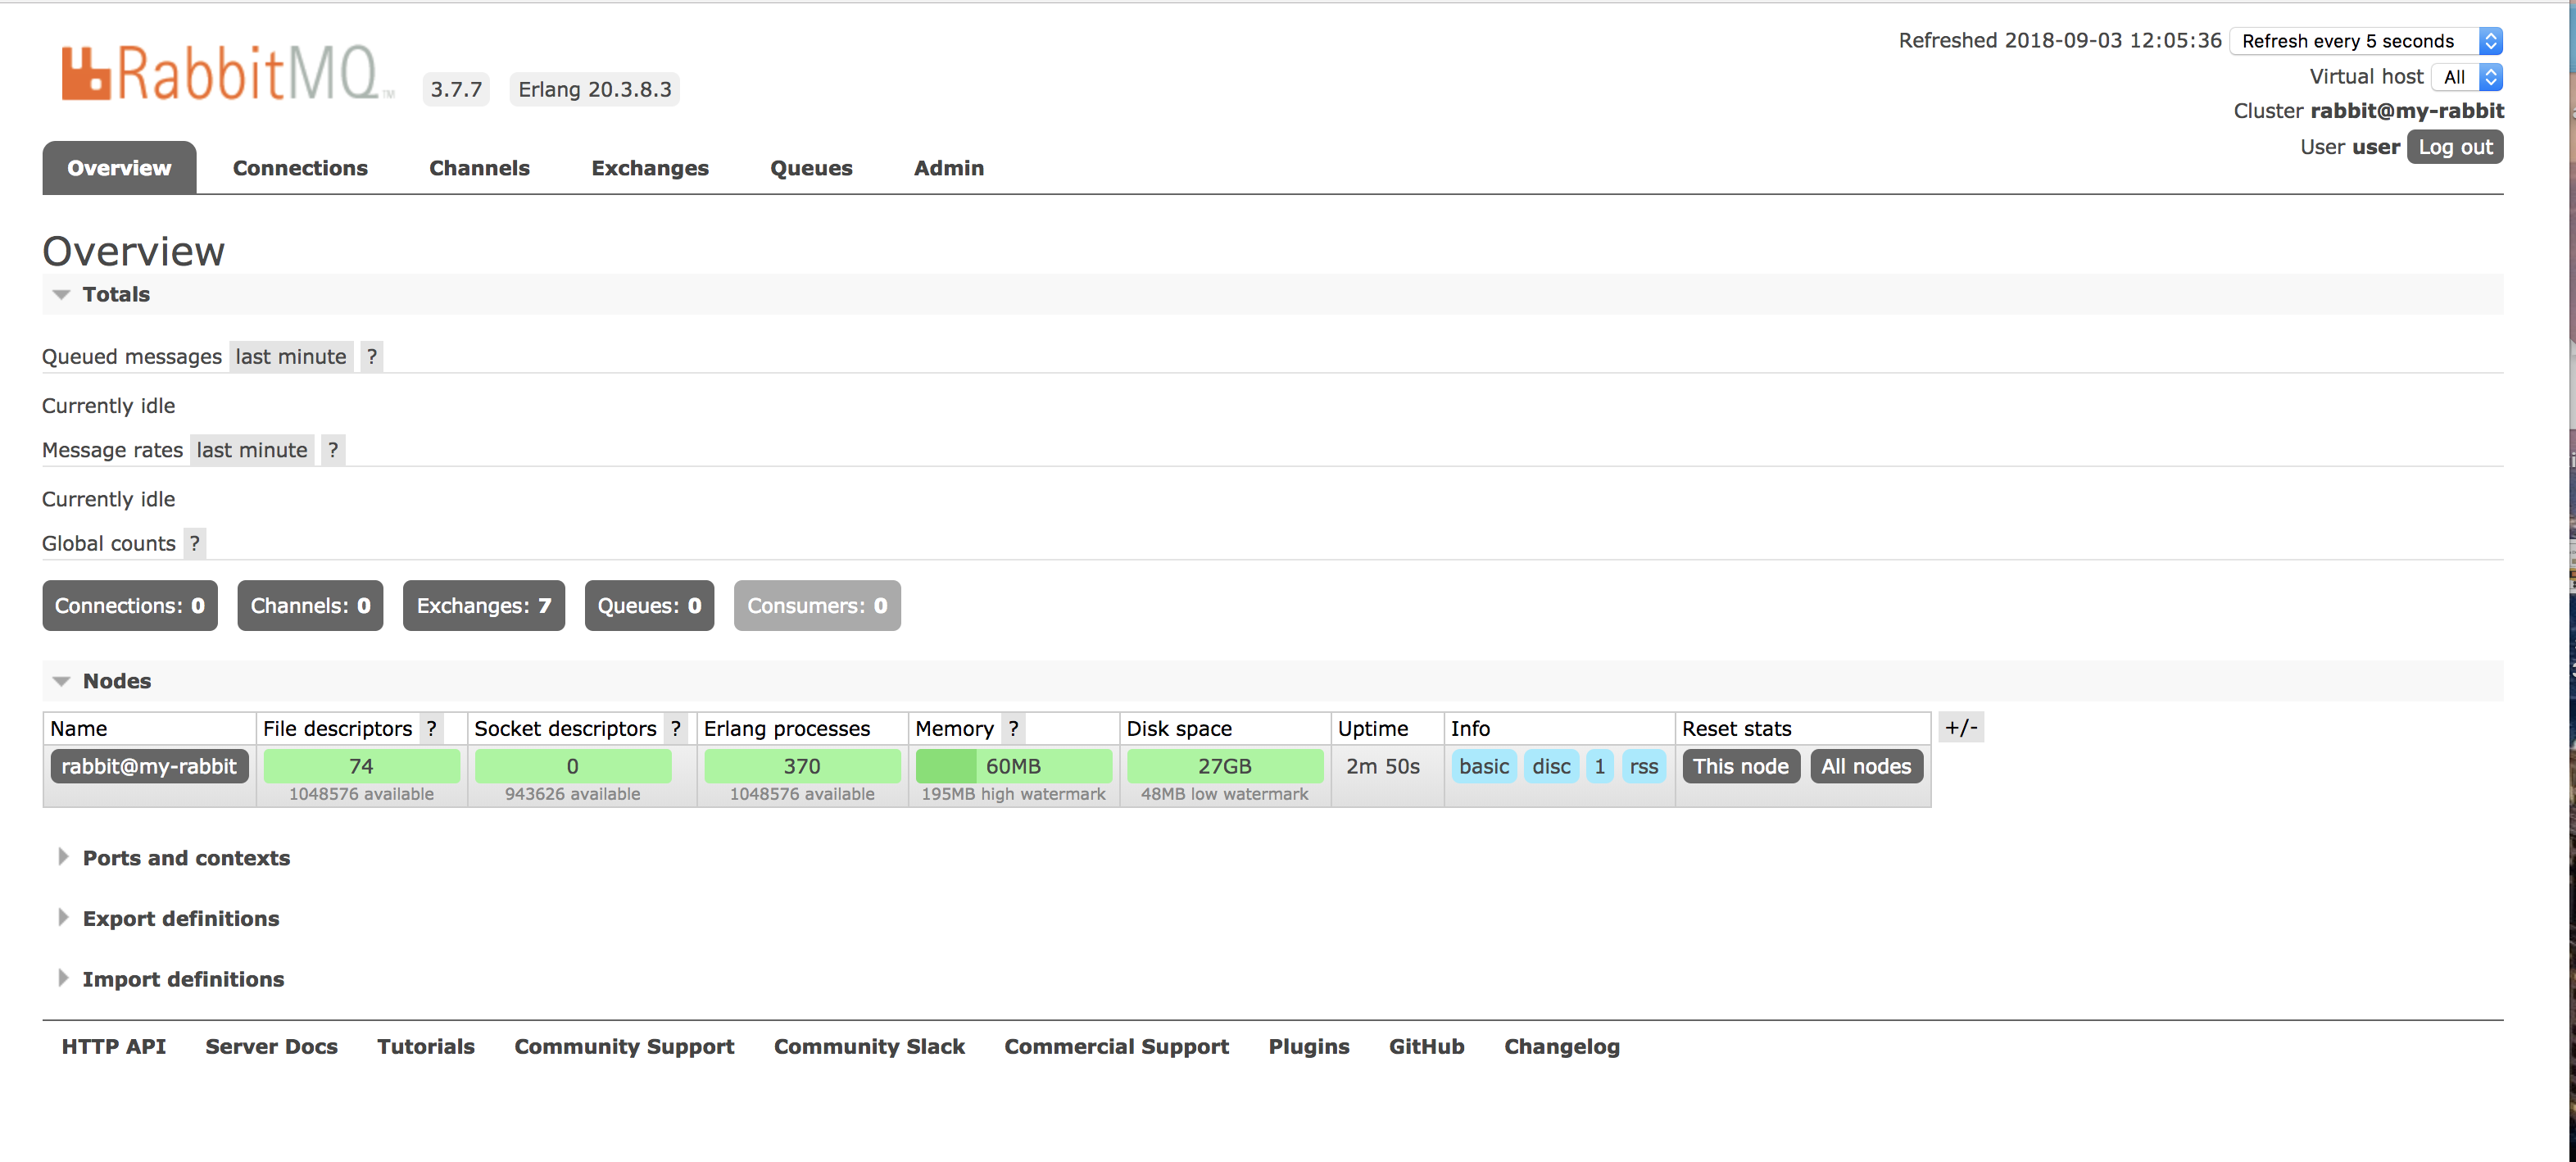 RabbitMQ™ 3.7.7 Erlang 20.3.8.3
Refreshed 2018-09-03 12:05:36 Refresh every 5 seconds
Virtual host All
Cluster rabbit@my-rabbit
User user Log out
Overview Connections Channels Exchanges Queues Admin
Overview
Totals
Queued messages last minute ?
Currently idle
Message rates last minute ?
Currently idle
Global counts ?
Connections: 0 Channels: 0 Exchanges: 7 Queues: 0 Consumers: 0
Nodes
Name File descriptors ? Socket descriptors ? Erlang processes Memory ? Disk space Uptime Info Reset stats +/-
rabbit@my-rabbit 74 0 370 60MB 27GB 2m 50s basic disc 1 rss This node All nodes
1048576 available 943626 available 1048576 available 195MB high watermark 48MB low watermark
Ports and contexts
Export definitions
Import definitions
HTTP API Server Docs Tutorials Community Support Community Slack Commercial Support Plugins GitHub Changelog